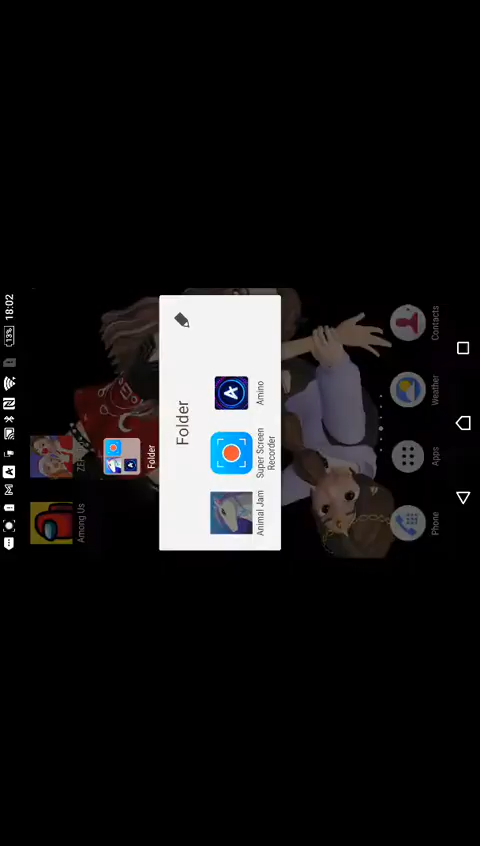 18:02
13%
Among Us
ZE
Folder
Folder
Animal Jam
Super Screen
Recorder
Amino
Phone
Apps
Weather
Contacts